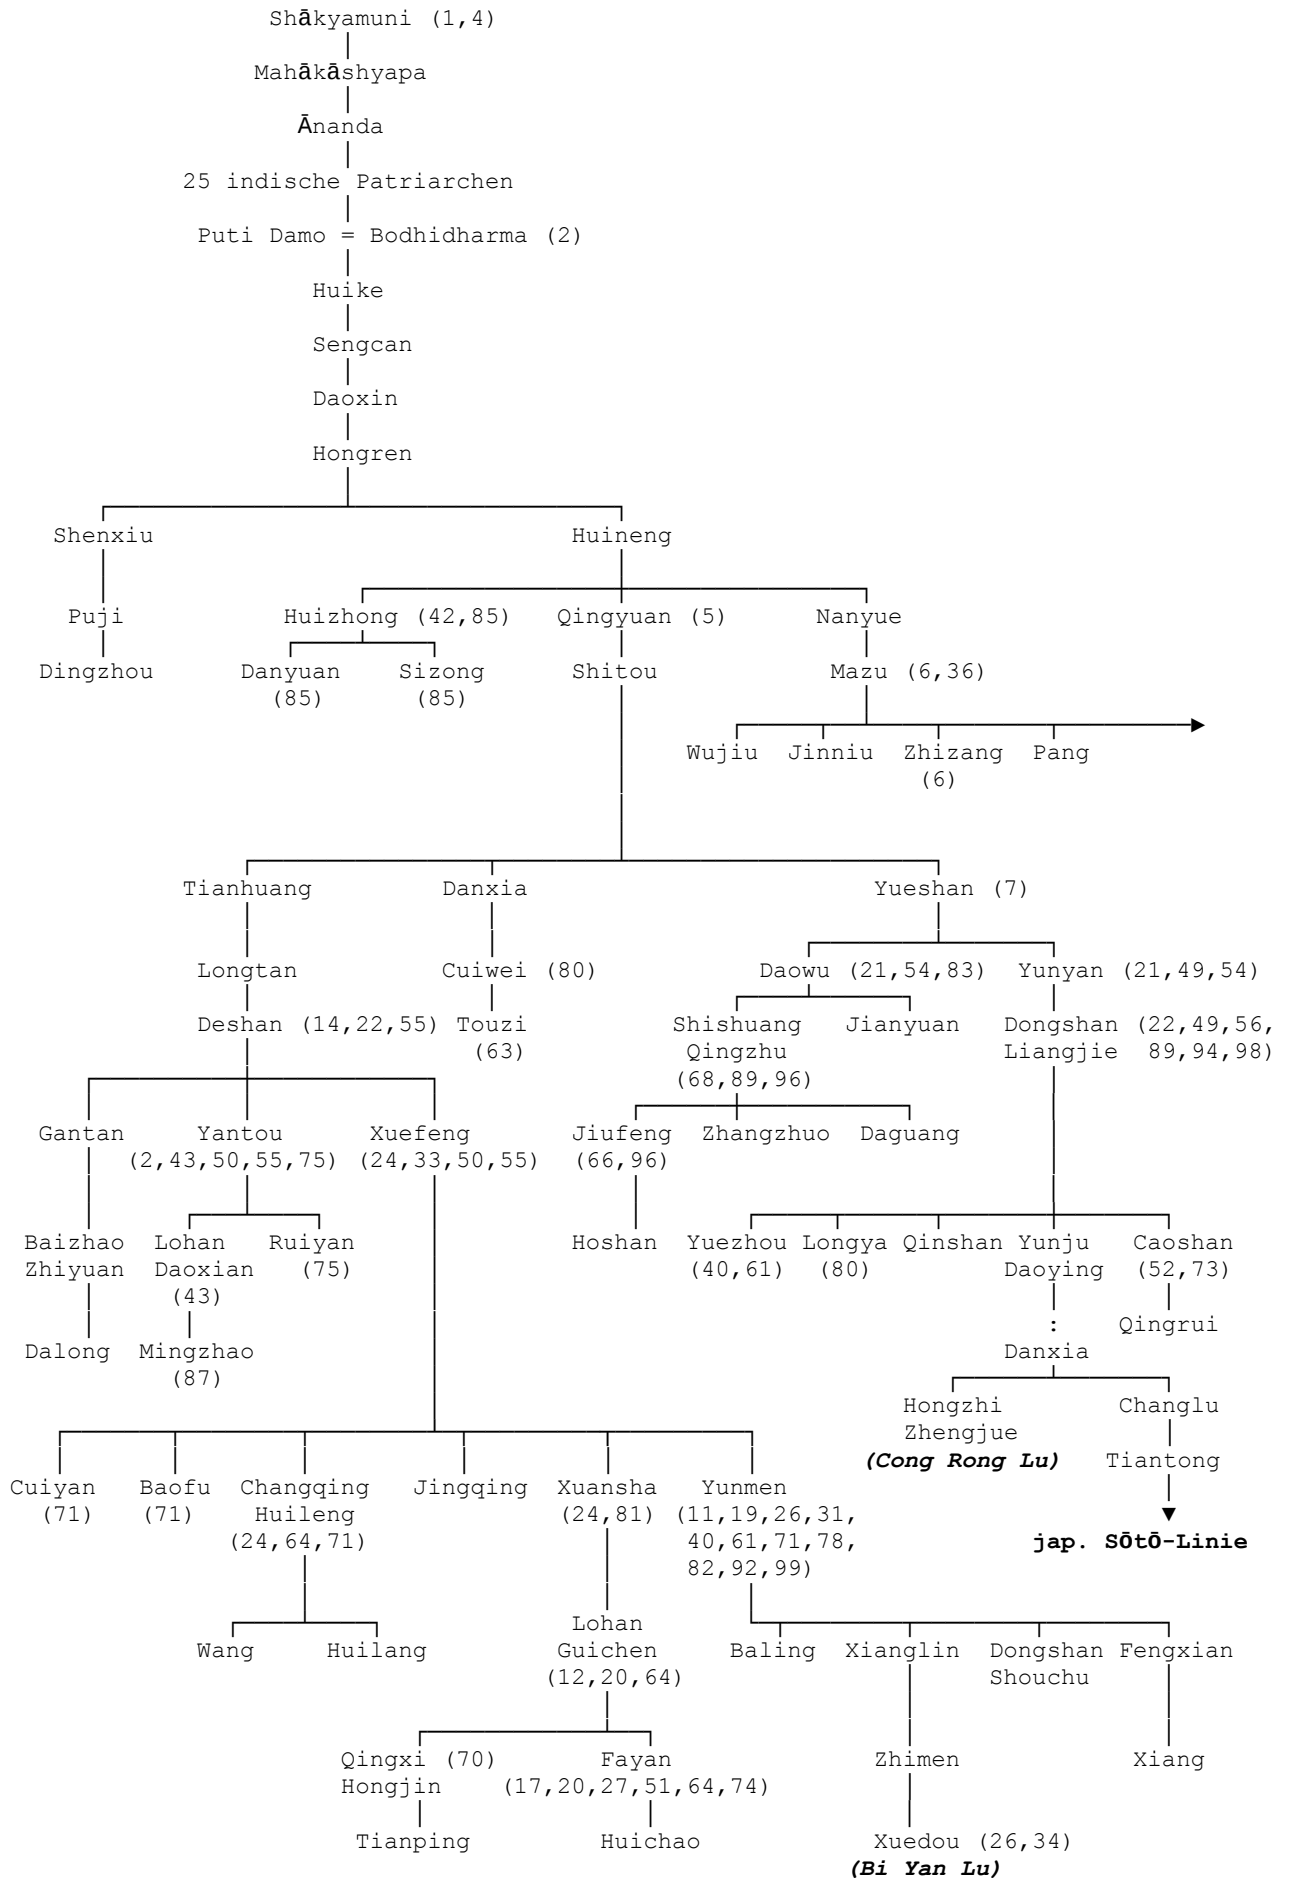 Shākyamuni (1,4)
Mahākāshyapa
Ānanda
25 indische Patriarchen
Puti Damo = Bodhidharma (2)
Huike
Sengcan
Daoxin
Hongren
Shenxiu Huineng
Puji Huizhong (42,85) Qingyuan (5) Nanyue
Dingzhou Danyuan Sizong Shitou Mazu (6,36)
(85) (85)
Wujiu Jinniu Zhizang Pang
(6)
Tianhuang Danxia Yueshan (7)
Longtan Cuiwei (80) Daowu (21,54,83) Yunyan (21,49,54)
Deshan (14,22,55) Touzi Shishuang Jianyuan Dongshan (22,49,56,
(63) Qingzhu Liangjie 89,94,98)
(68,89,96)
Gantan Yantou Xuefeng Jiufeng Zhangzhuo Daguang
(2,43,50,55,75) (24,33,50,55) (66,96)
Baizhao Lohan Ruiyan Hoshan Yuezhou Longya Qinshan Yunju Caoshan
Zhiyuan Daoxian (75) (40,61) (80) Daoying (52,73)
(43)
: Qingrui
Dalong Mingzhao Danxia
(87)
Hongzhi Changlu
Zhengjue
(Cong Rong Lu) Tiantong
Cuiyan Baofu Changqing Jingqing Xuansha Yunmen
(71) (71) Huileng (24,81) (11,19,26,31,
(24,64,71) 40,61,71,78, jap. SŌtŌ-Linie
82,92,99)
Lohan
Wang Huilang Guichen Baling Xianglin Dongshan Fengxian
(12,20,64) Shouchu
Qingxi (70) Fayan Zhimen Xiang
Hongjin (17,20,27,51,64,74)
Tianping Huichao Xuedou (26,34)
(Bi Yan Lu)